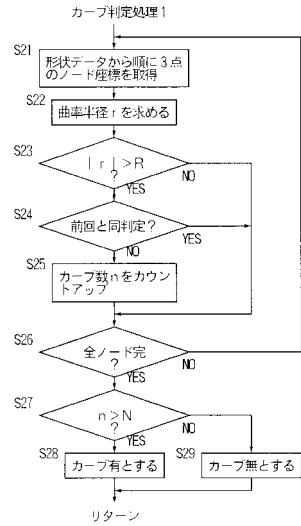 カーブ判定処理1
S21
形状データから順に3点
のノード座標を取得
S22
曲率半径rを求める
S23
|r|>R
?
NO
YES
S24
前回と同判定?
YES
NO
S25
カーブ数nをカウン
トアップ
S26
全ノード完
?
NO
YES
S27
n>N
?
NO
YES
S28
カーブ有とする
S29
カーブ無とする
リターン